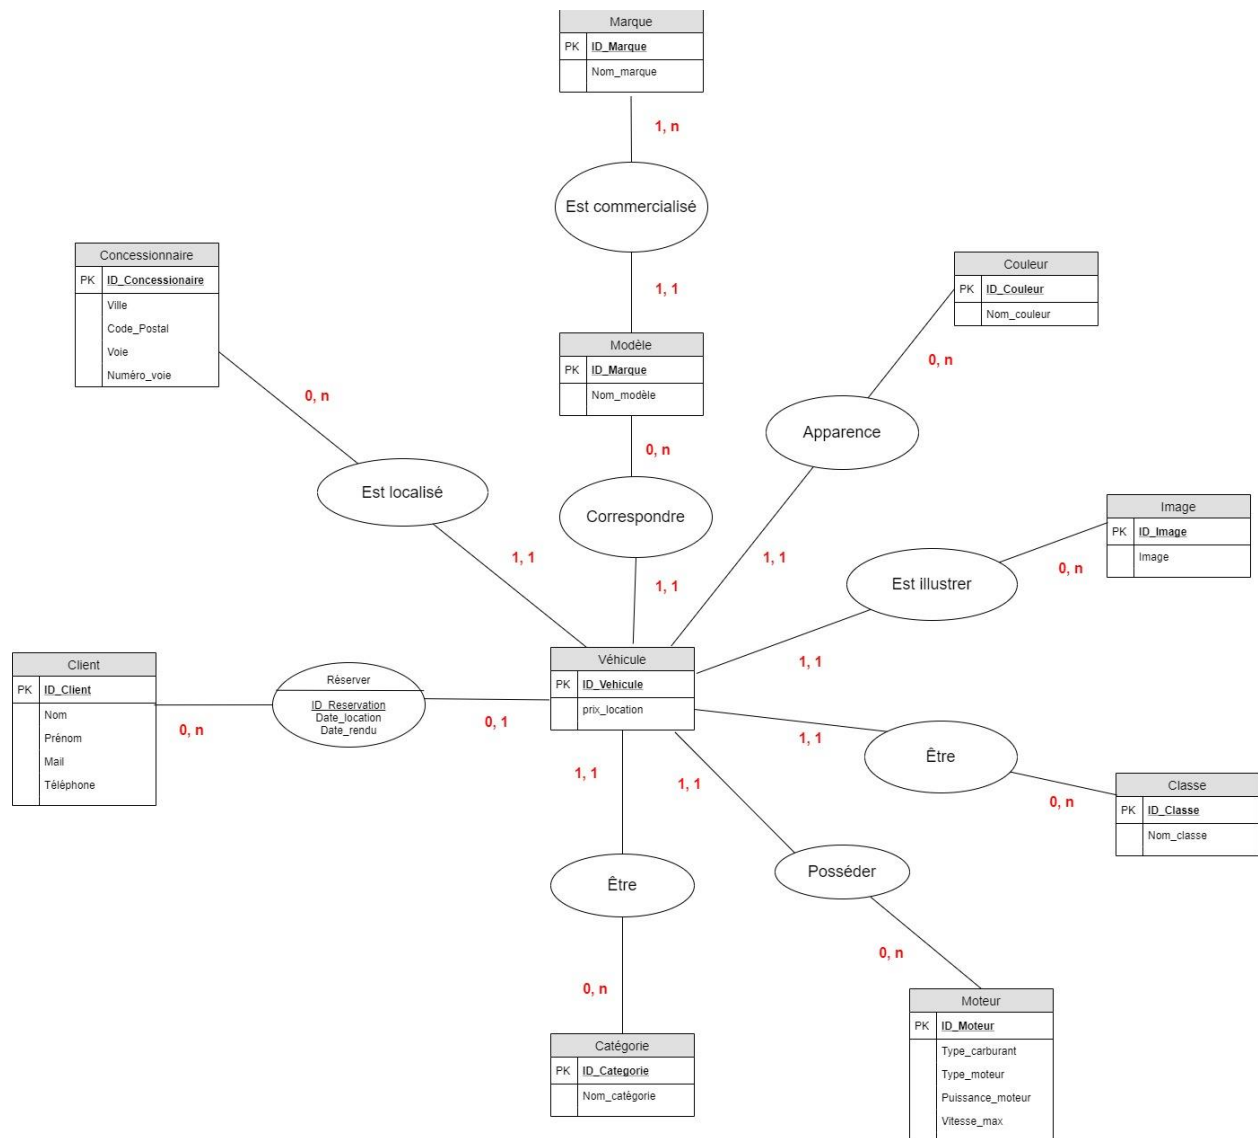 Marque
PK ID_Marque
Nom_marque
1, n
Est commercialisé
1, 1
Concessionnaire
PK ID_Concessionaire
Ville
Code_Postal
Voie
Numéro_voie
0, n
Est localisé
1, 1
Modèle
PK ID_Marque
Nom_modèle
0, n
Correspondre
1, 1
Couleur
PK ID_Couleur
Nom_couleur
0, n
Apparence
1, 1
Image
PK ID_Image
Image
0, n
Est illustrer
1, 1
Client
PK ID_Client
Nom
Prénom
Mail
Téléphone
0, n
Réserver
ID_Reservation
Date_location
Date_rendu
0, 1
Véhicule
PK ID_Vehicule
prix_location
1, 1
Être
0, n
Classe
PK ID_Classe
Nom_classe
1, 1
Être
0, n
Catégorie
PK ID_Categorie
Nom_catégorie
1, 1
Posséder
0, n
Moteur
PK ID_Moteur
Type_carburant
Type_moteur
Puissance_moteur
Vitesse_max